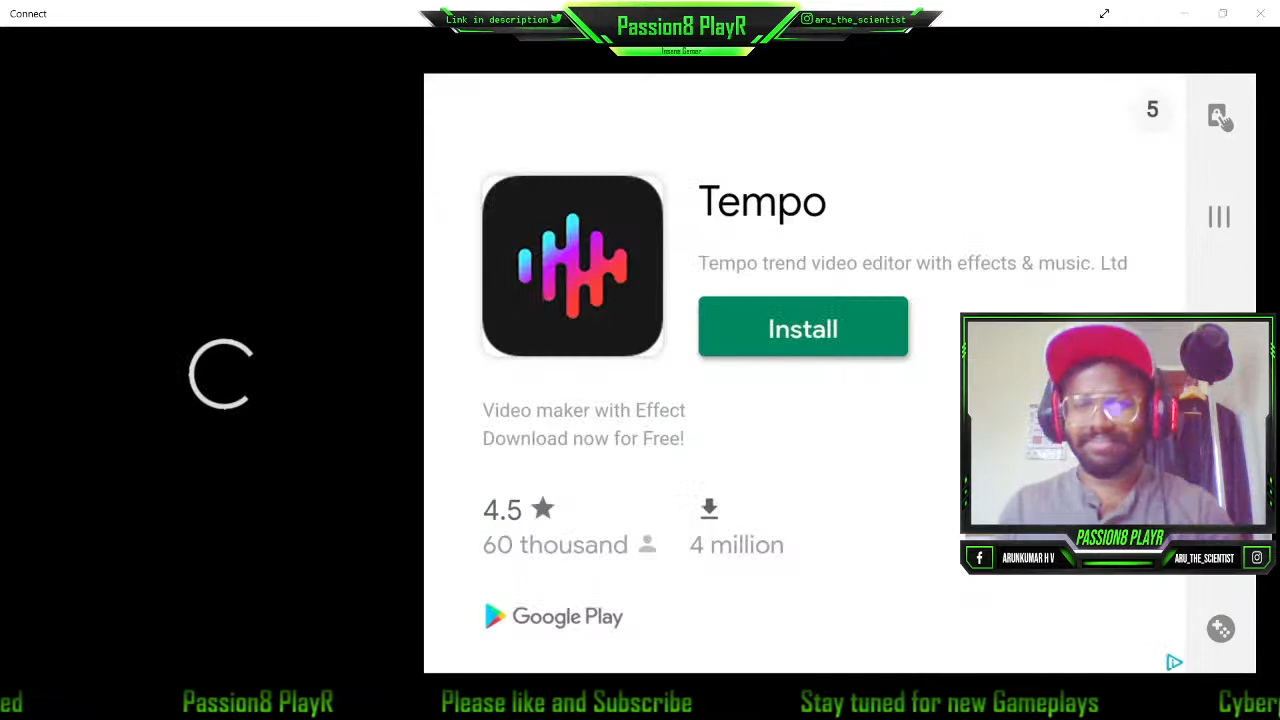 Connect
Link in description
Passion8 PlayR
aru_the_scientist
Insane Gamer
5
Tempo
Tempo trend video editor with effects & music. Ltd
Install
Video maker with Effect
Download now for Free!
4.5
60 thousand
4 million
Google Play
PASSION8 PLAYR
ARUNKUMAR H V
ARU_THE_SCIENTIST
ed
Passion8 PlayR
Please like and Subscribe
Stay tuned for new Gameplays
Cyber